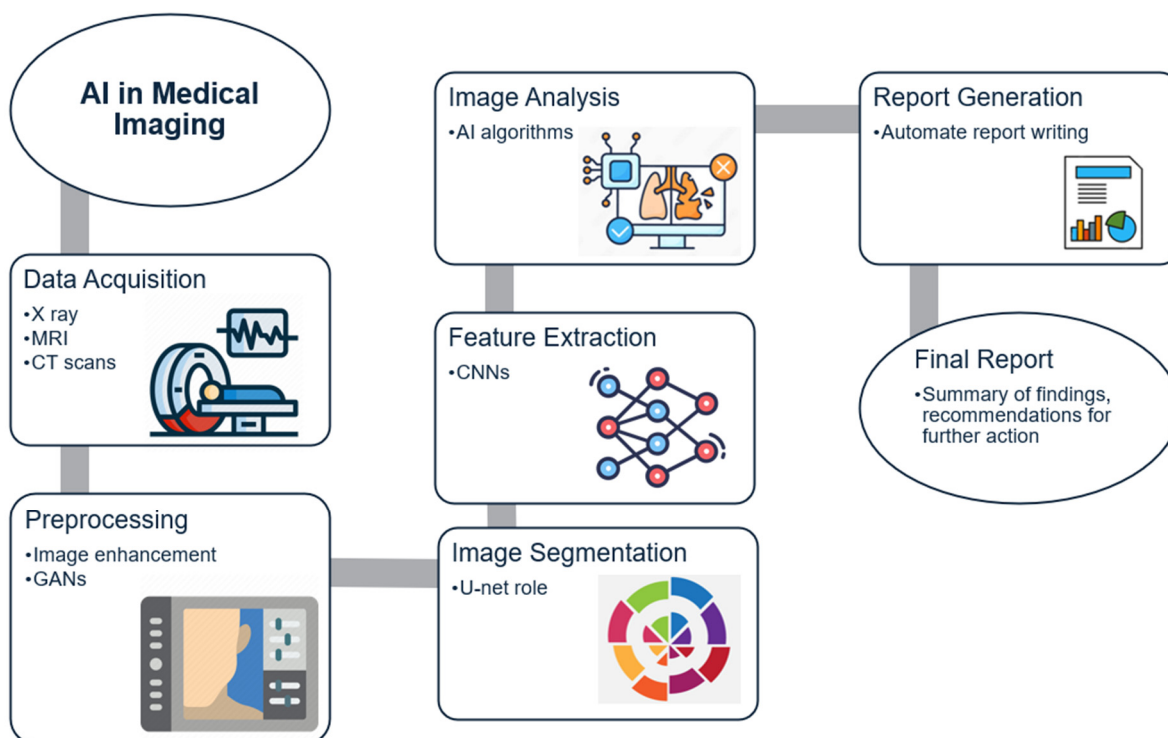 AI in Medical
Imaging
Data Acquisition
•X ray
•MRI
•CT scans
Preprocessing
•Image enhancement
•GANs
Image Segmentation
•U-net role
Feature Extraction
•CNNs
Image Analysis
•AI algorithms
Report Generation
•Automate report writing
Final Report
•Summary of findings,
recommendations for
further action